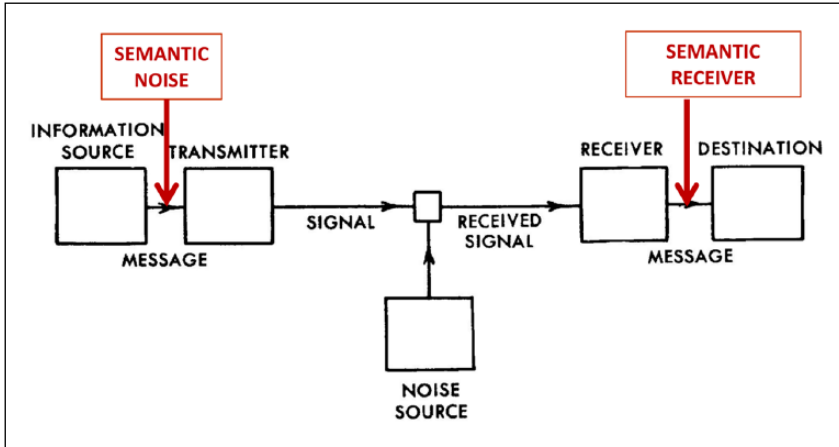 SEMANTIC
NOISE
SEMANTIC
RECEIVER
INFORMATION
SOURCE
TRANSMITTER
RECEIVER
DESTINATION
SIGNAL
RECEIVED
SIGNAL
MESSAGE
MESSAGE
NOISE
SOURCE